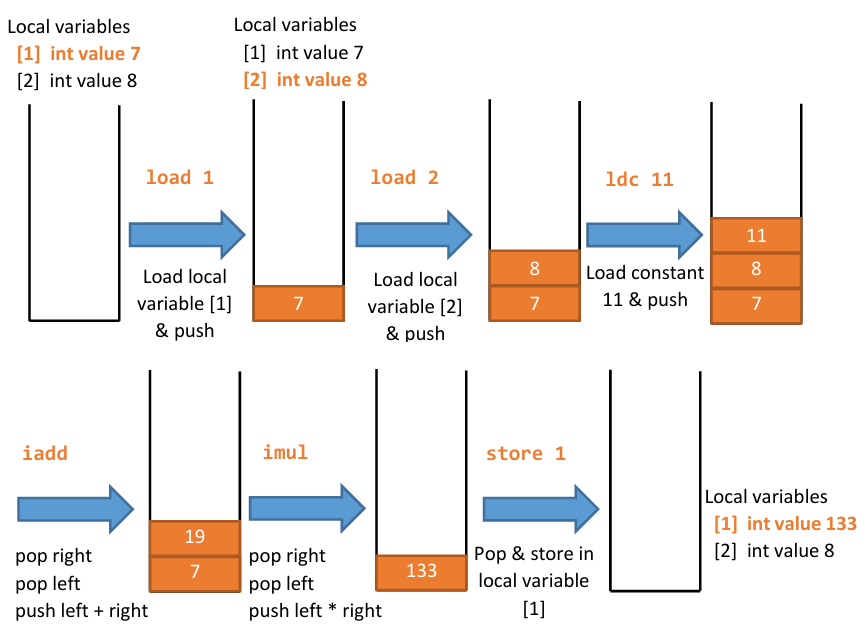 Local variables
[1] int value 7
[2] int value 8
Local variables
[1] int value 7
[2] int value 8
load 1
Load local
variable [1]
& push
7
load 2
Load local
variable [2]
& push
8
7
ldc 11
Load constant
11 & push
11
8
7
iadd
pop right
pop left
push left + right
19
7
imul
pop right
pop left
push left * right
133
store 1
Pop & store in
local variable
[1]
Local variables
[1] int value 133
[2] int value 8